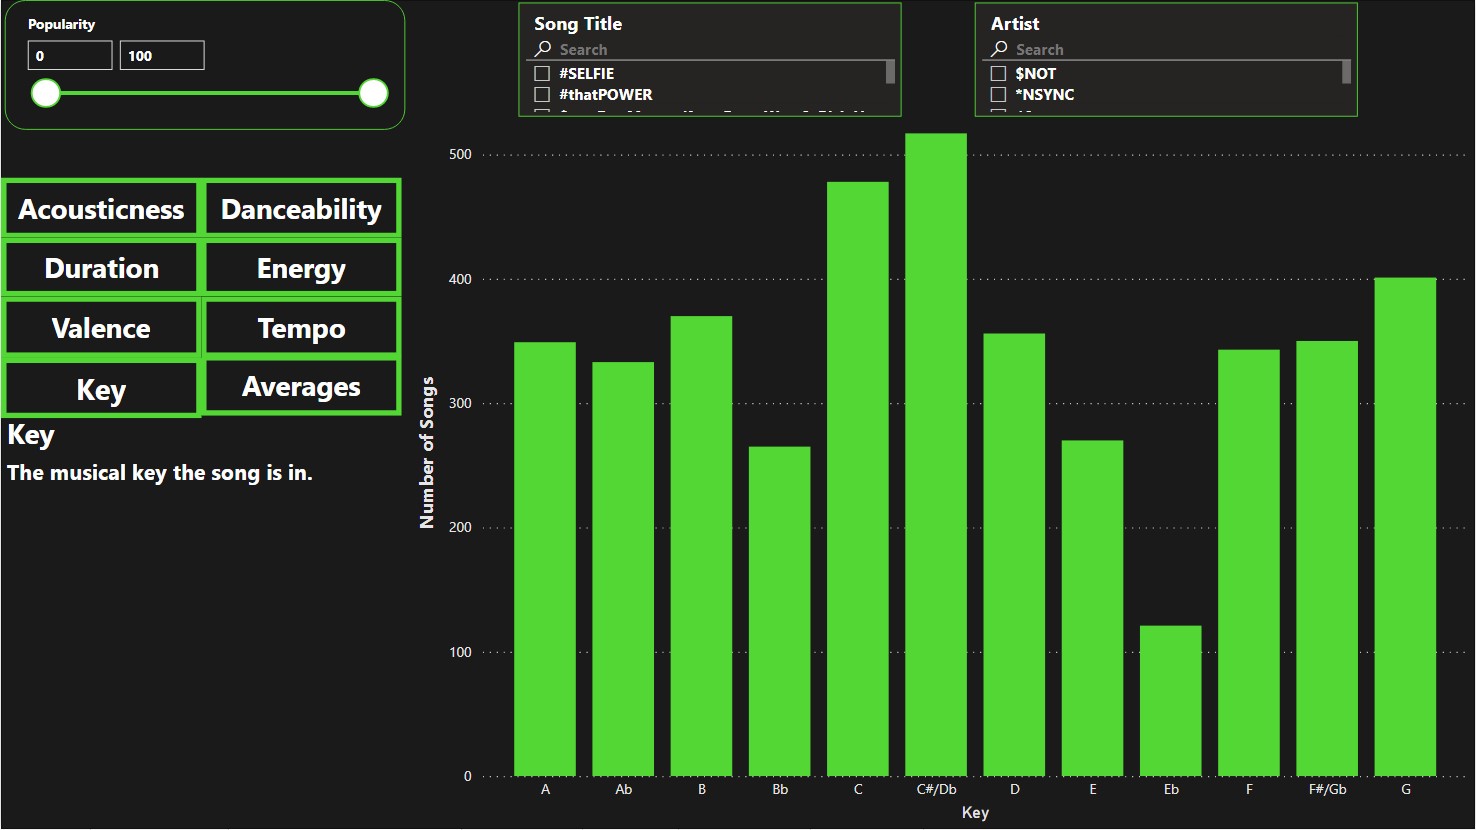 Popularity
0 100
Song Title
Search
#SELFIE
#thatPOWER
Artist
Search
$NOT
*NSYNC
Acousticness Danceability
Duration Energy
Valence Tempo
Key Averages
Key
The musical key the song is in.
Number of Songs
500
400
300
200
100
0
A Ab B Bb C C#/Db D E Eb F F#/Gb G
Key